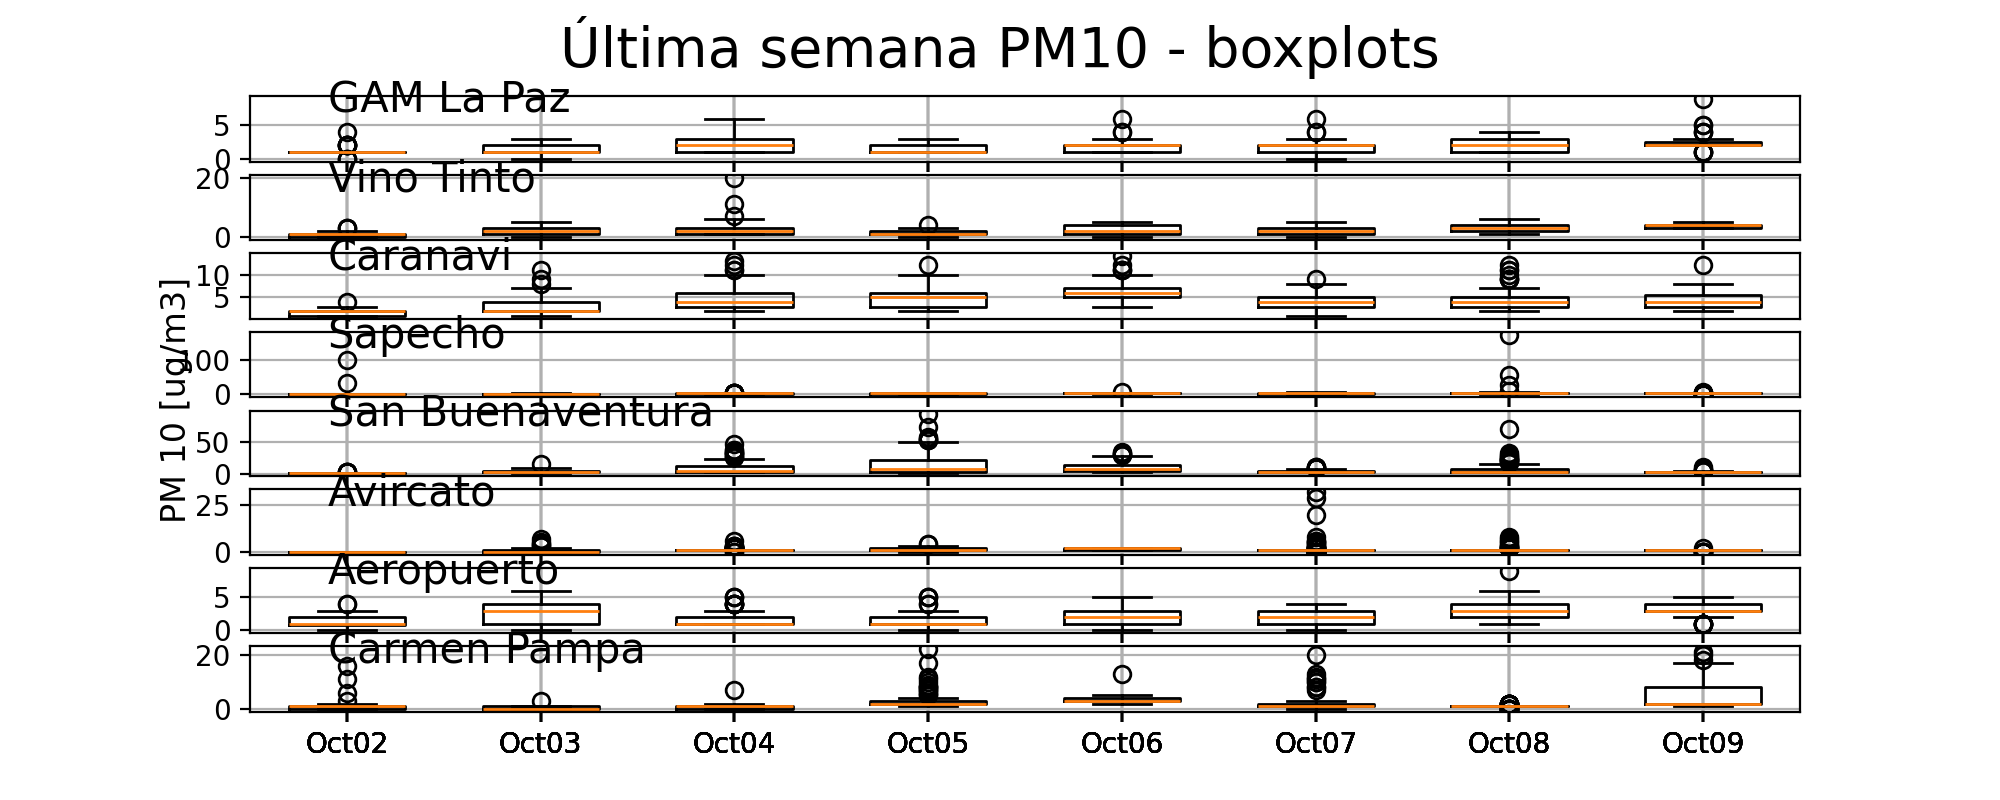 Última semana PM10 - boxplots
GAM La Paz
5
0
Vino Tinto
20
0
Caranavi
10
5
PM 10 [ug/m3]
Sapecho
100
0
San Buenaventura
50
0
Avircato
25
0
Aeropuerto
5
0
Carmen Pampa
20
0
Oct02 Oct03 Oct04 Oct05 Oct06 Oct07 Oct08 Oct09